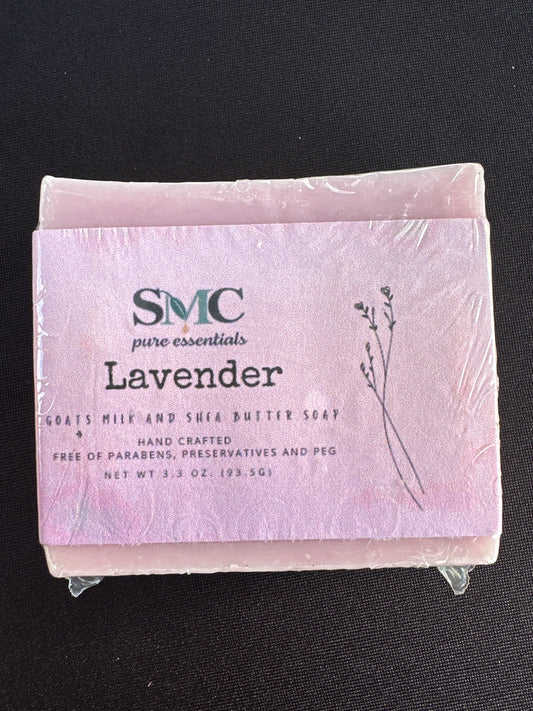 SMC
pure essentials
Lavender
GOATS MILK AND SHEA BUTTER SOAP
HAND CRAFTED
FREE OF PARABENS, PRESERVATIVES AND PEG
NET WT 3.3 OZ. (93.5G)